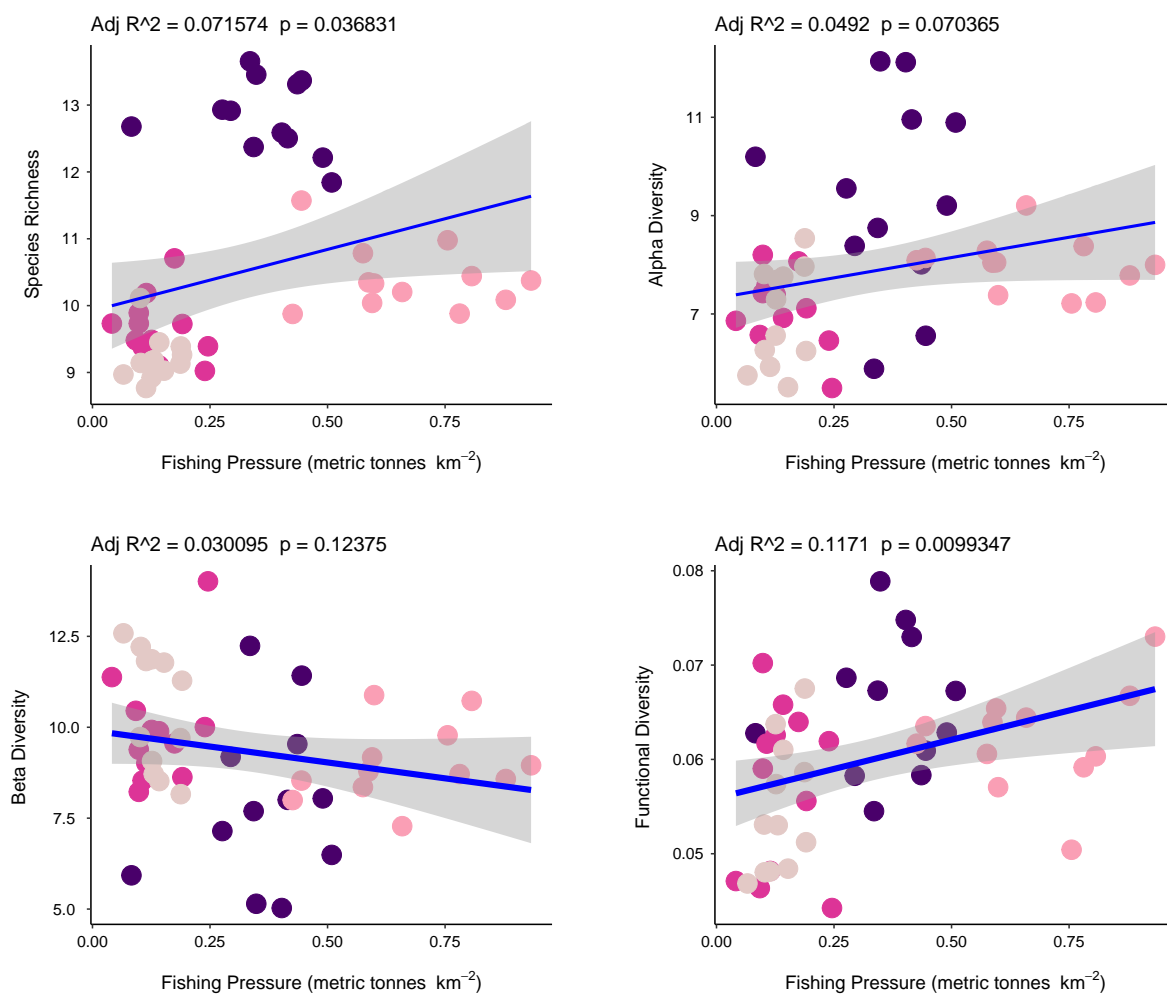 Adj R^2 = 0.071574 p = 0.036831
13
12
11
10
9
Species Richness
0.00 0.25 0.50 0.75
Fishing Pressure (metric tonnes km−2)
Adj R^2 = 0.0492 p = 0.070365
11
9
7
Alpha Diversity
0.00 0.25 0.50 0.75
Fishing Pressure (metric tonnes km−2)
Adj R^2 = 0.030095 p = 0.12375
12.5
10.0
7.5
5.0
Beta Diversity
0.00 0.25 0.50 0.75
Fishing Pressure (metric tonnes km−2)
Adj R^2 = 0.1171 p = 0.0099347
0.08
0.07
0.06
0.05
Functional Diversity
0.00 0.25 0.50 0.75
Fishing Pressure (metric tonnes km−2)